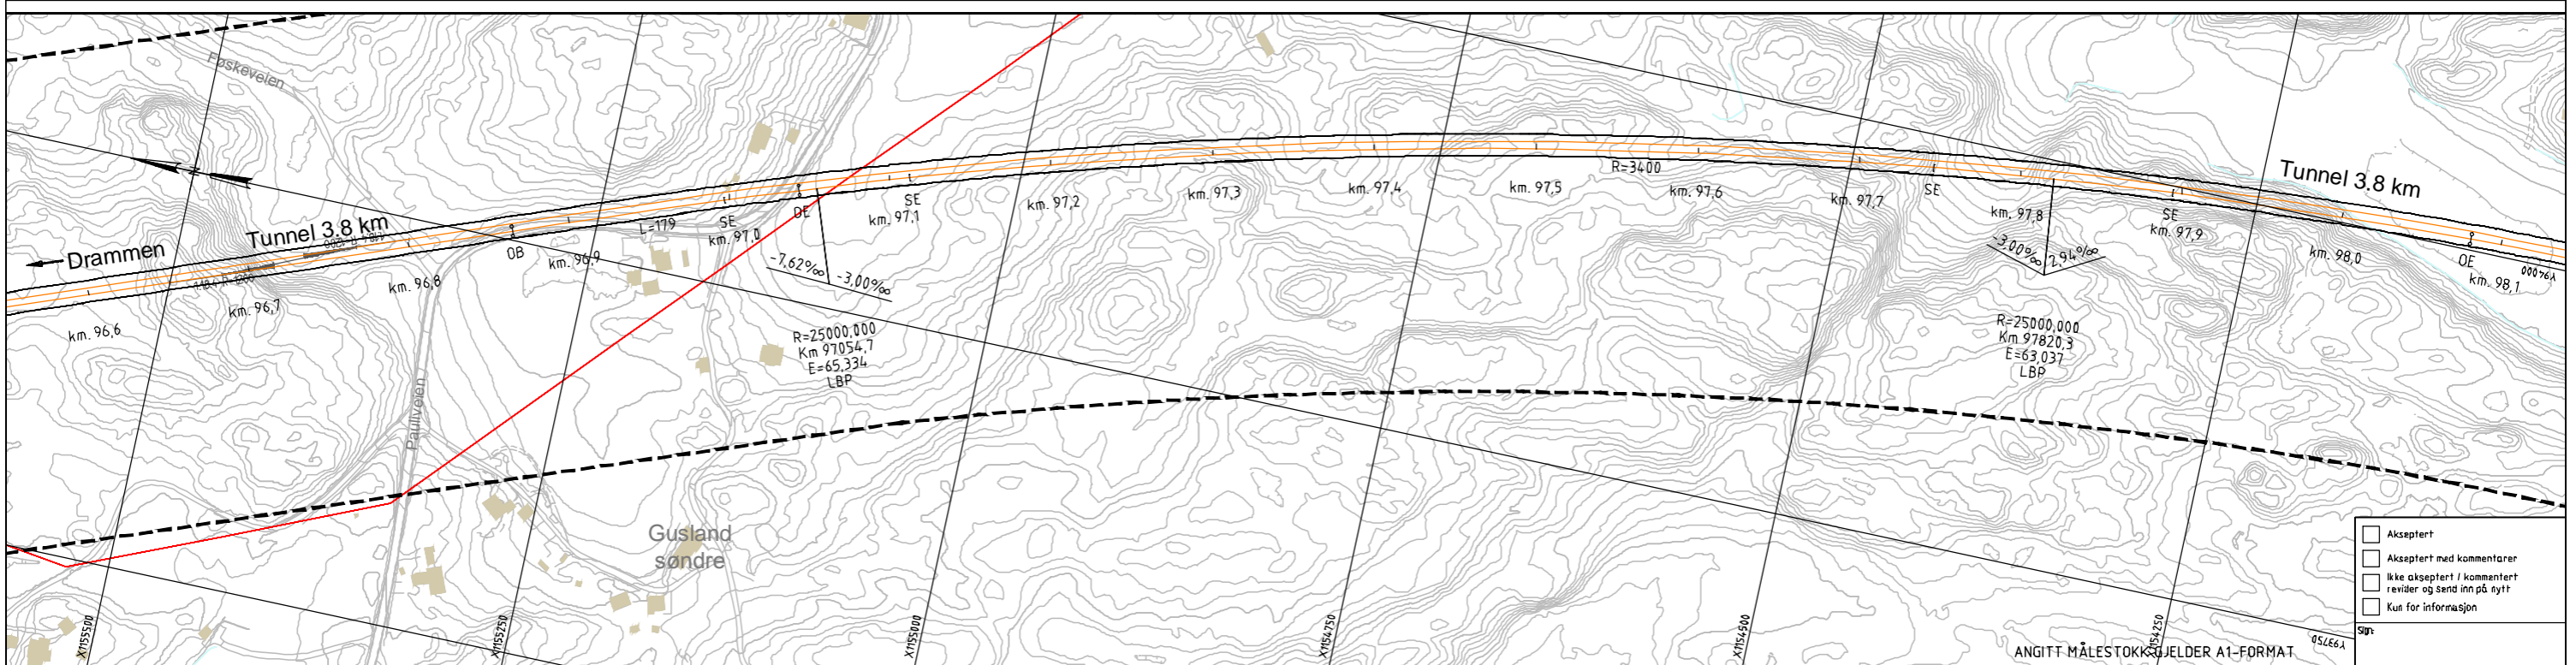 Føskeveien
N
Tunnel 3.8 km
Drammen
Tunnel 3.8 km
km. 96,6
km. 96,7
km. 96,8
OB
km. 96,9
L=179
SE
km. 97,0
OE
SE
km. 97,1
km. 97,2
km. 97,3
km. 97,4
km. 97,5
R=3400
km. 97,6
km. 97,7
SE
km. 97,8
SE
km. 97,9
km. 98,0
OE
km. 98,1
Y94000
-7,62‰
-3,00‰
R=25000,000
Km 97054,7
E=65,334
LBP
-3,00‰
2,94‰
R=25000,000
Km 97820,3
E=63,037
LBP
Pauliveien
Gusland
søndre
X1155500
X1155250
X1155000
X1154750
X1154500
X1154250
Y93750
Akseptert
Akseptert med kommentarer
Ikke akseptert / kommentert
revider og send inn på nytt
Kun for informasjon
Sign:
ANGITT MÅLESTOKK GJELDER A1-FORMAT